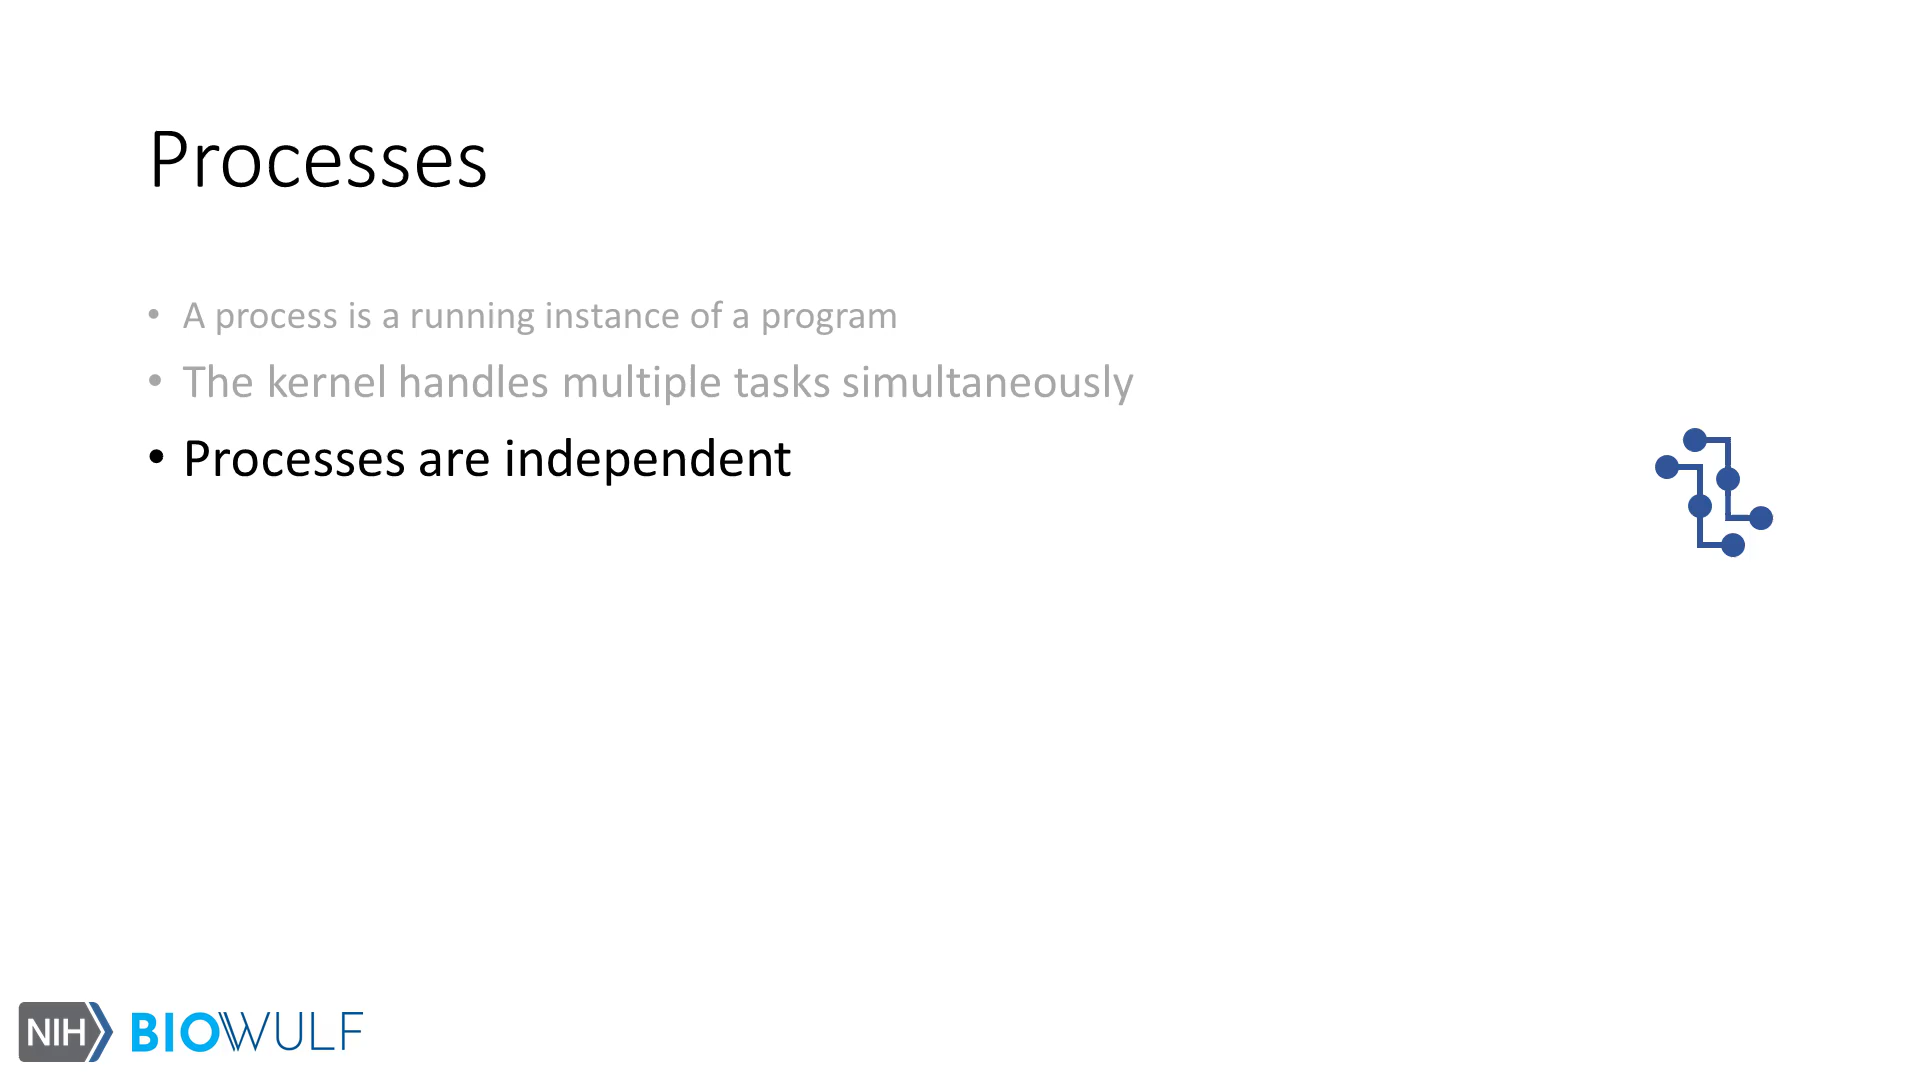 Processes
• A process is a running instance of a program
• The kernel handles multiple tasks simultaneously
• Processes are independent
NIH BIOWULF